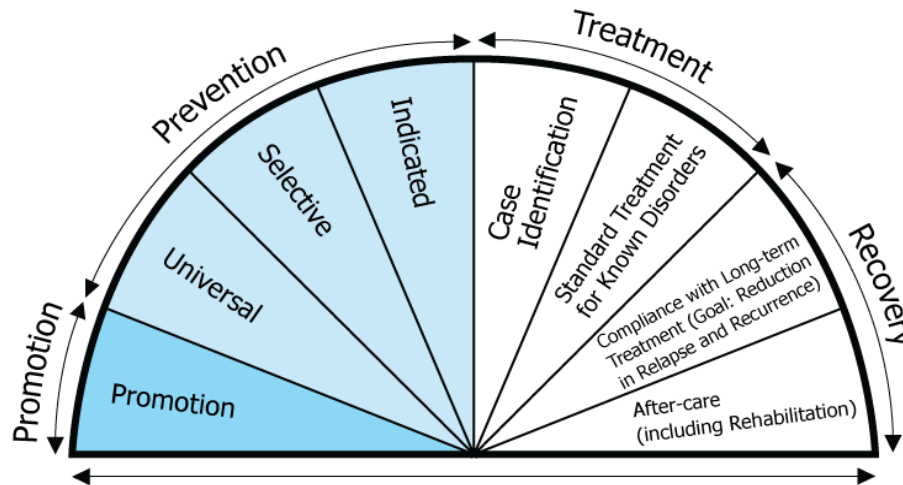 Promotion
Prevention
Treatment
Recovery
Promotion
Universal
Selective
Indicated
Case
Identification
Standard Treatment
for Known Disorders
Compliance with Long-term
Treatment (Goal: Reduction
in Relapse and Recurrence)
After-care
(including Rehabilitation)